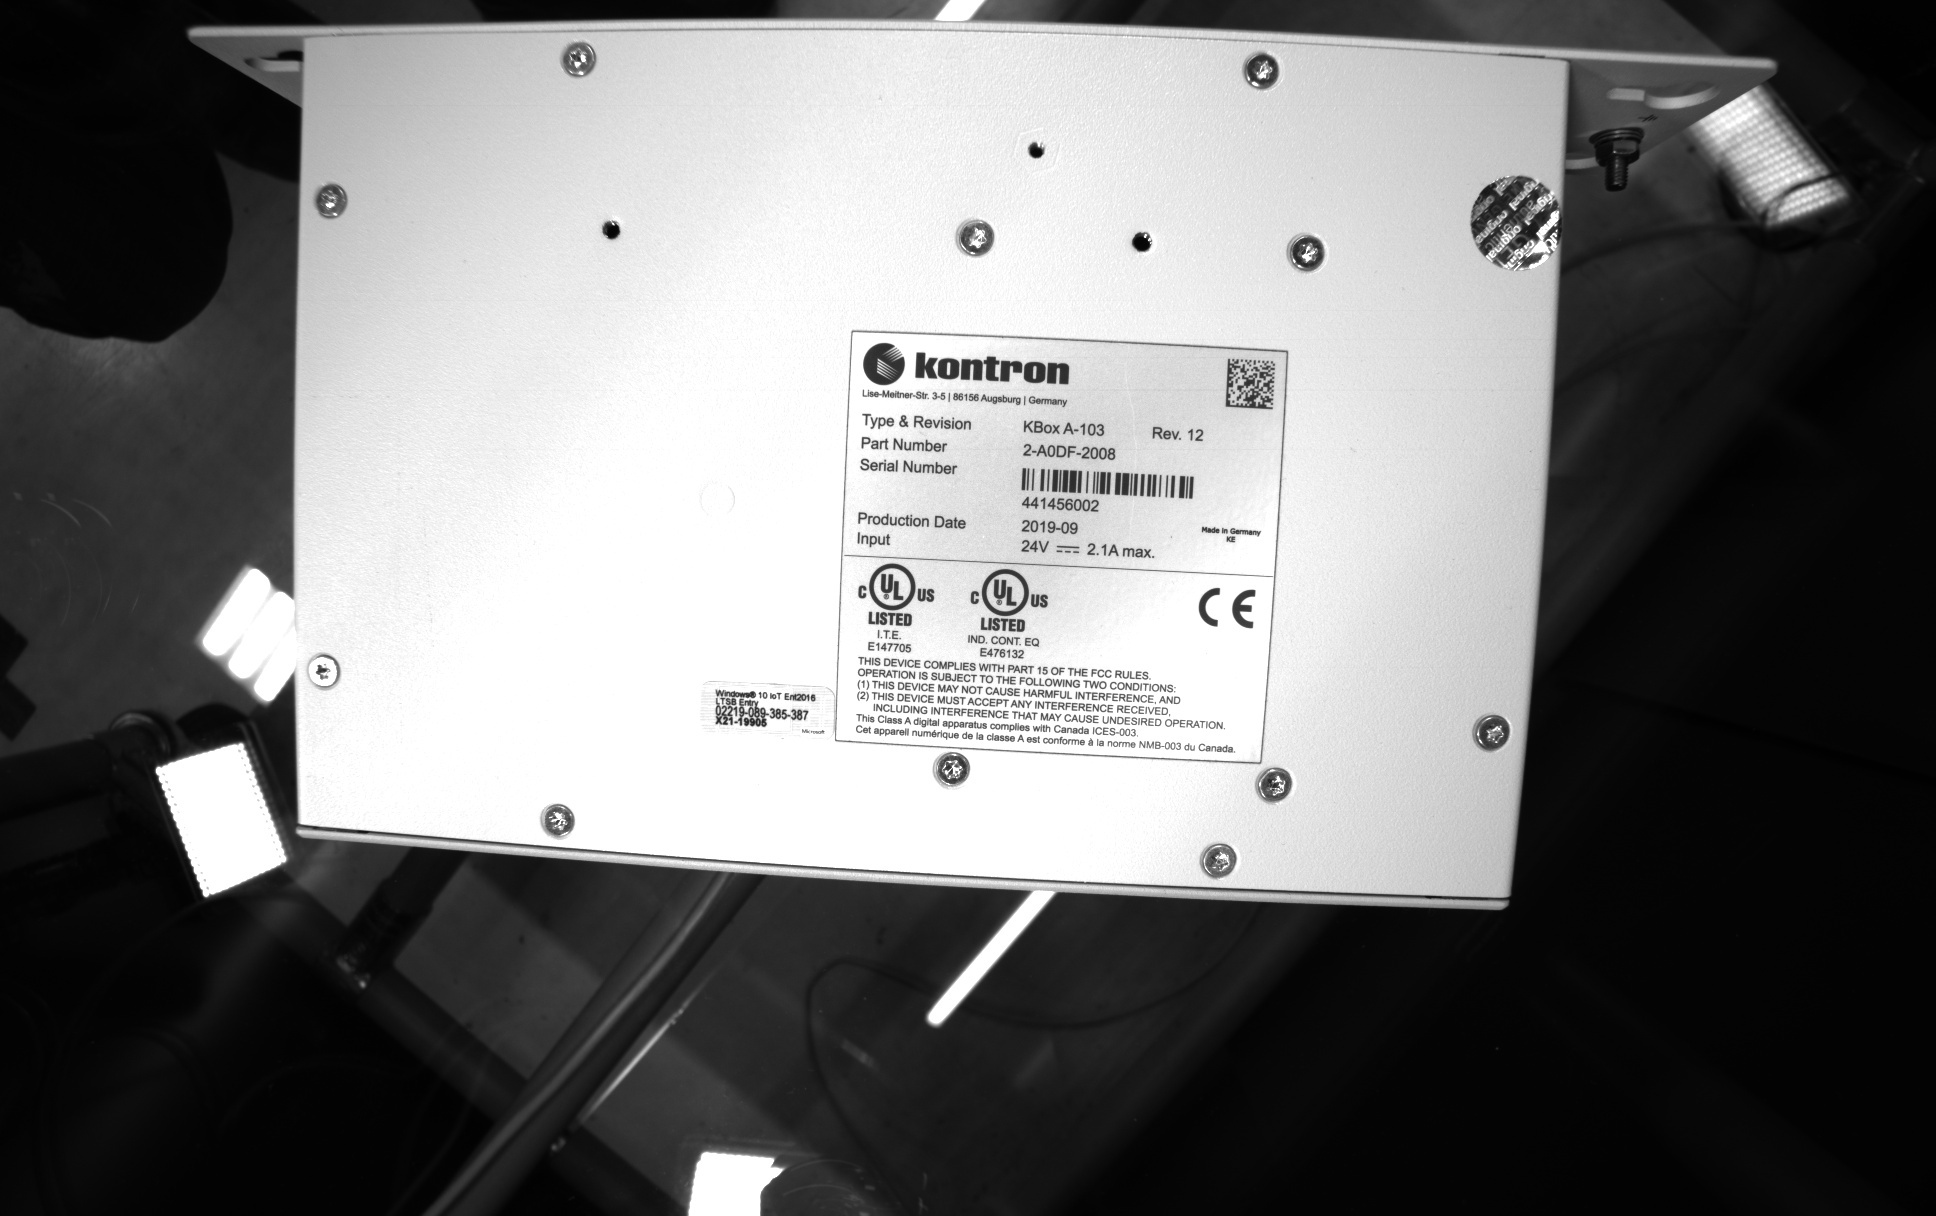 kontron
Lise-Meitner-Str. 3-5 | 86156 Augsburg | Germany
Type & Revision KBox A-103 Rev. 12
Part Number 2-A0DF-2008
Serial Number
441456002
Production Date 2019-09
Input 24V 2.1A max.
Made in Germany
KE
C UL ® US LISTED
I.T.E.
E147705
C UL ® US LISTED
IND. CONT. EQ
E476132
CE
THIS DEVICE COMPLIES WITH PART 15 OF THE FCC RULES.
OPERATION IS SUBJECT TO THE FOLLOWING TWO CONDITIONS:
(1) THIS DEVICE MAY NOT CAUSE HARMFUL INTERFERENCE, AND
(2) THIS DEVICE MUST ACCEPT ANY INTERFERENCE RECEIVED,
INCLUDING INTERFERENCE THAT MAY CAUSE UNDESIRED OPERATION.
This Class A digital apparatus complies with Canada ICES-003.
Cet appareil numérique de la classe A est conforme à la norme NMB-003 du Canada.
Windows® 10 IoT Ent2016
LTSB Entry
02219-089-385-387
X21-19905
Microsoft